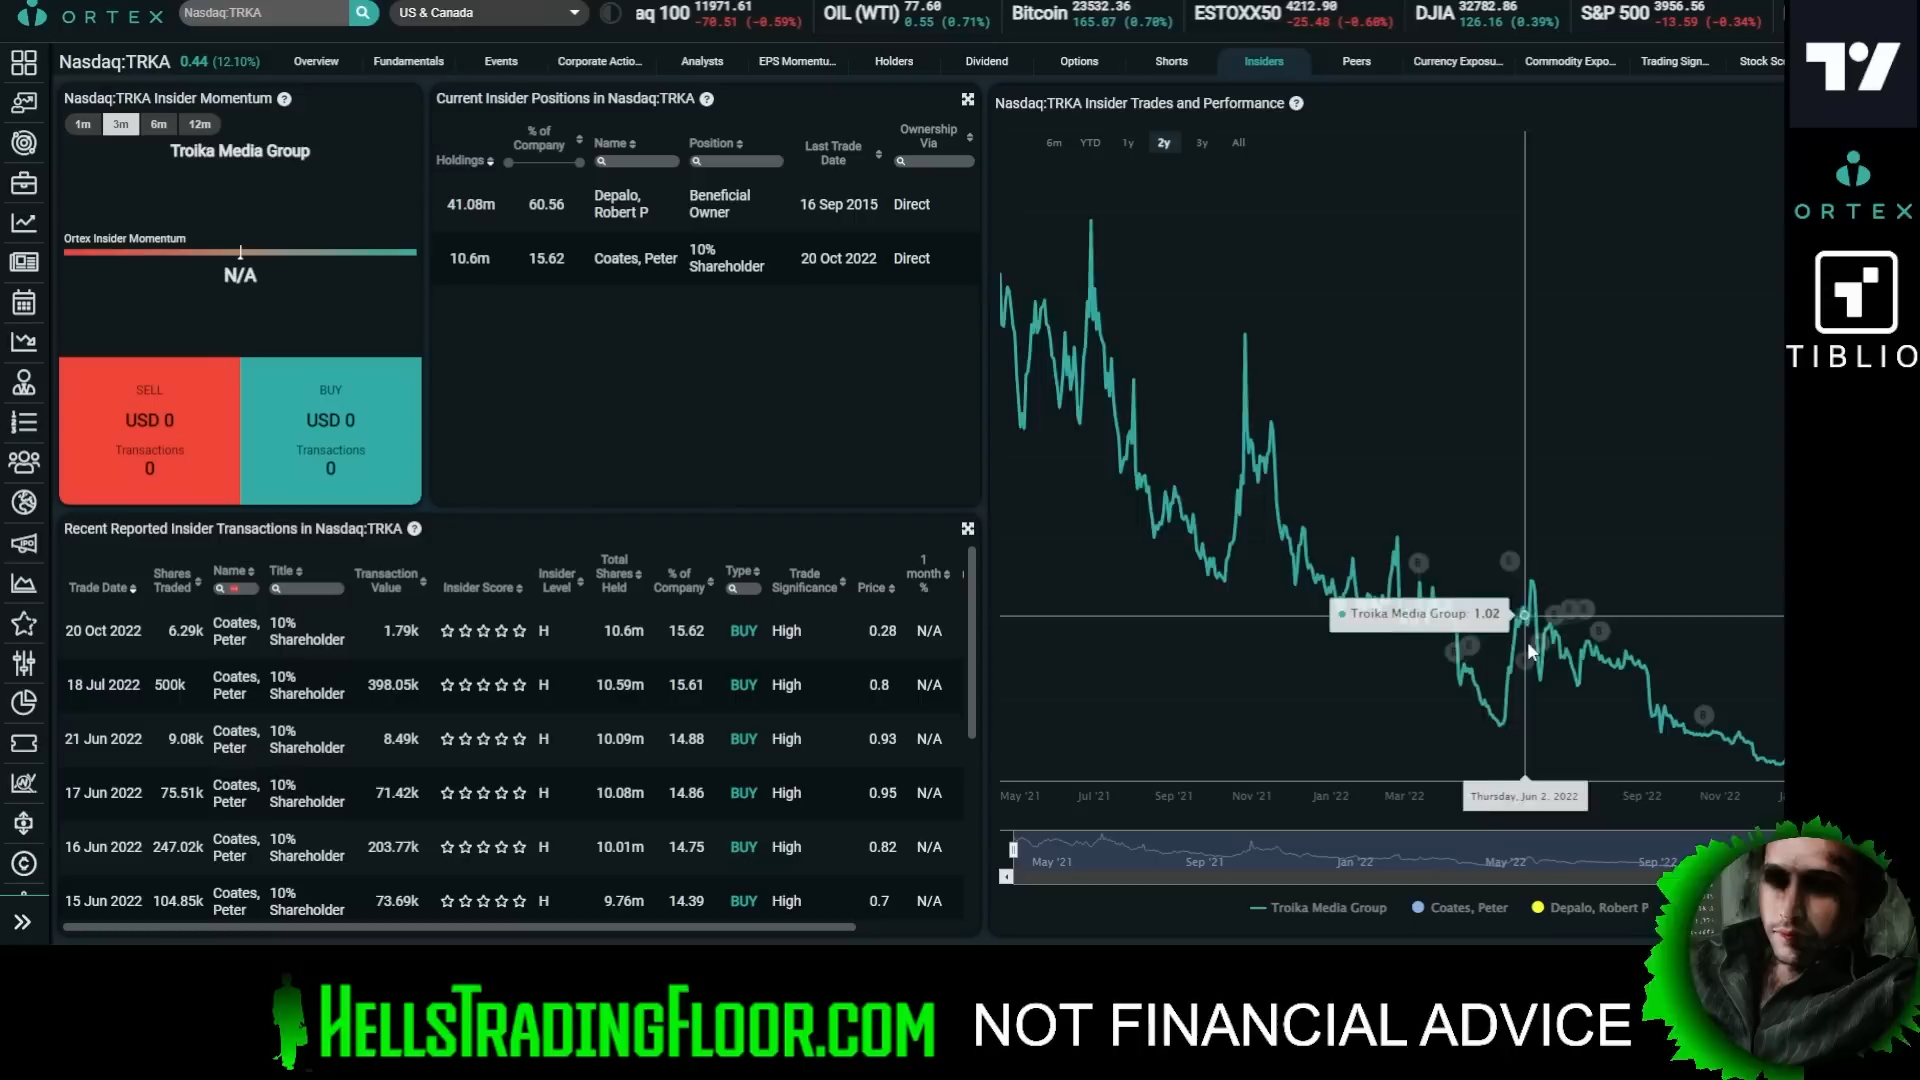 ORTEX
Nasdaq:TRKA
US & Canada
aq 100 11971.61 -70.51 (-0.59%)
OIL (WTI) 77.60 0.55 (0.71%)
Bitcoin 23532.36 165.07 (0.70%)
ESTOXX50 4212.90 -25.48 (-0.60%)
DJIA 32782.86 126.16 (0.39%)
S&P 500 3956.56 -13.59 (-0.34%)
Nasdaq:TRKA 0.44 (12.10%)
Overview Fundamentals Events Corporate Actio... Analysts EPS Momentu... Holders Dividend Options Shorts Insiders Peers Currency Exposu... Commodity Expo... Trading Sign... Stock Sc
Nasdaq:TRKA Insider Momentum ?
1m 3m 6m 12m
Troika Media Group
Ortex Insider Momentum
N/A
SELL
USD 0
Transactions
0
BUY
USD 0
Transactions
0
Current Insider Positions in Nasdaq:TRKA ?
Holdings % of Company Name Position Last Trade Date Ownership Via
41.08m 60.56 Depalo, Robert P Beneficial Owner 16 Sep 2015 Direct
10.6m 15.62 Coates, Peter 10% Shareholder 20 Oct 2022 Direct
Recent Reported Insider Transactions in Nasdaq:TRKA ?
Trade Date Shares Traded Name Title Transaction Value Insider Score Insider Level Total Shares Held % of Company Type Trade Significance Price 1 month %
20 Oct 2022 6.29k Coates, Peter 10% Shareholder 1.79k H 10.6m 15.62 BUY High 0.28 N/A
18 Jul 2022 500k Coates, Peter 10% Shareholder 398.05k H 10.59m 15.61 BUY High 0.8 N/A
21 Jun 2022 9.08k Coates, Peter 10% Shareholder 8.49k H 10.09m 14.88 BUY High 0.93 N/A
17 Jun 2022 75.51k Coates, Peter 10% Shareholder 71.42k H 10.08m 14.86 BUY High 0.95 N/A
16 Jun 2022 247.02k Coates, Peter 10% Shareholder 203.77k H 10.01m 14.75 BUY High 0.82 N/A
15 Jun 2022 104.85k Coates, Peter 10% Shareholder 73.69k H 9.76m 14.39 BUY High 0.7 N/A
Nasdaq:TRKA Insider Trades and Performance ?
6m YTD 1y 2y 3y All
Troika Media Group: 1.02
May '21 Jul '21 Sep '21 Nov '21 Jan '22 Mar '22 Thursday, Jun 2, 2022 Sep '22 Nov '22
May '21 Sep '21 Jan '22 May '22 Sep '22
Troika Media Group Coates, Peter Depalo, Robert P
ORTEX
TIBLIO
HELLSTRADINGFLOOR.COM
NOT FINANCIAL ADVICE